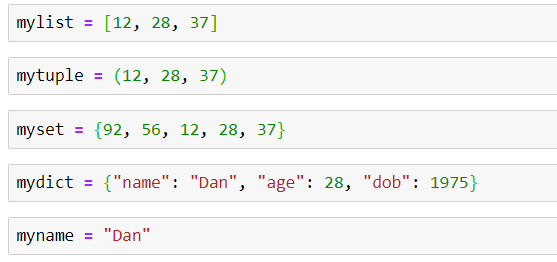 mylist = [12, 28, 37]
mytuple = (12, 28, 37)
myset = {92, 56, 12, 28, 37}
mydict = {"name": "Dan", "age": 28, "dob": 1975}
myname = "Dan"